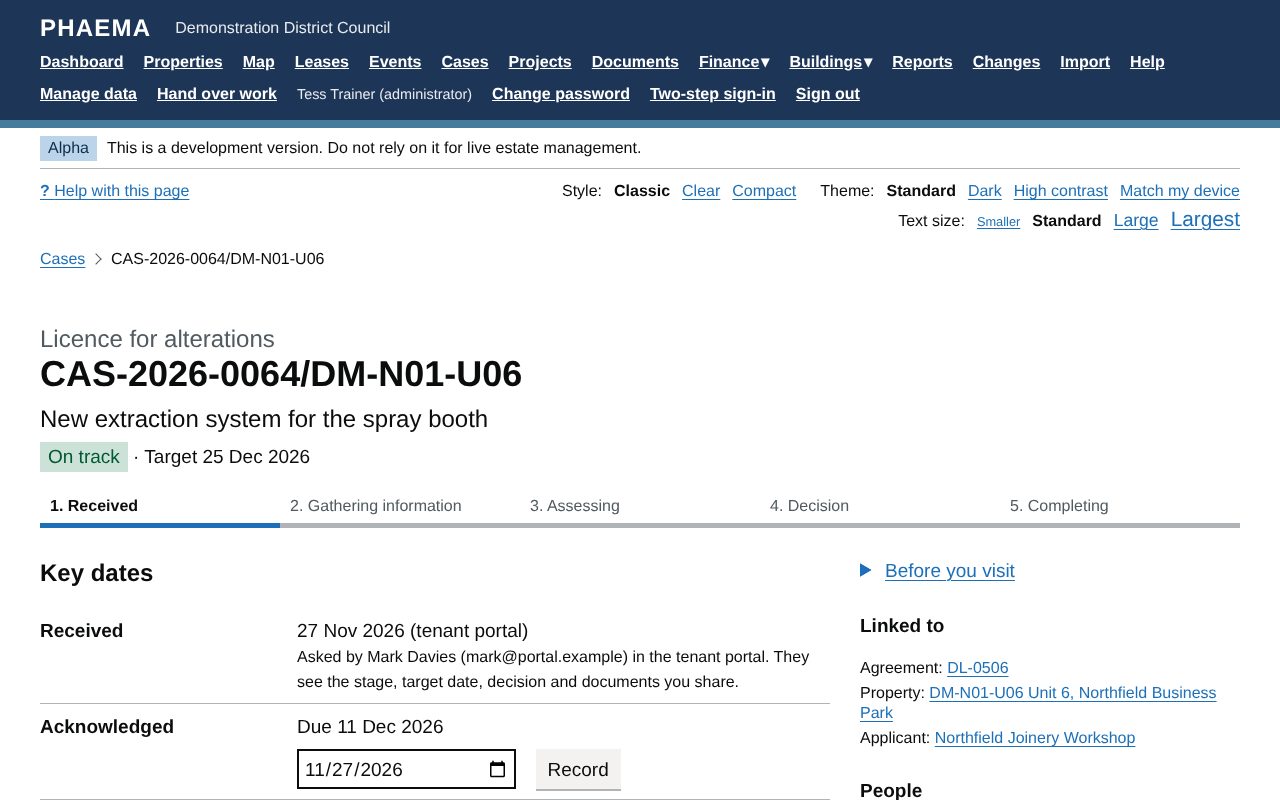 PHAEMA Demonstration District Council
Dashboard Properties Map Leases Events Cases Projects Documents Finance▾ Buildings▾ Reports Changes Import Help
Manage data Hand over work Tess Trainer (administrator) Change password Two-step sign-in Sign out
Alpha This is a development version. Do not rely on it for live estate management.
? Help with this page Style: Classic Clear Compact Theme: Standard Dark High contrast Match my device
Text size: Smaller Standard Large Largest
Cases > CAS-2026-0064/DM-N01-U06
Licence for alterations
CAS-2026-0064/DM-N01-U06
New extraction system for the spray booth
On track · Target 25 Dec 2026
1. Received 2. Gathering information 3. Assessing 4. Decision 5. Completing
Key dates
Received 27 Nov 2026 (tenant portal)
Asked by Mark Davies (mark@portal.example) in the tenant portal. They
see the stage, target date, decision and documents you share.
Acknowledged Due 11 Dec 2026
11/27/2026 Record
Before you visit
Linked to
Agreement: DL-0506
Property: DM-N01-U06 Unit 6, Northfield Business
Park
Applicant: Northfield Joinery Workshop
People